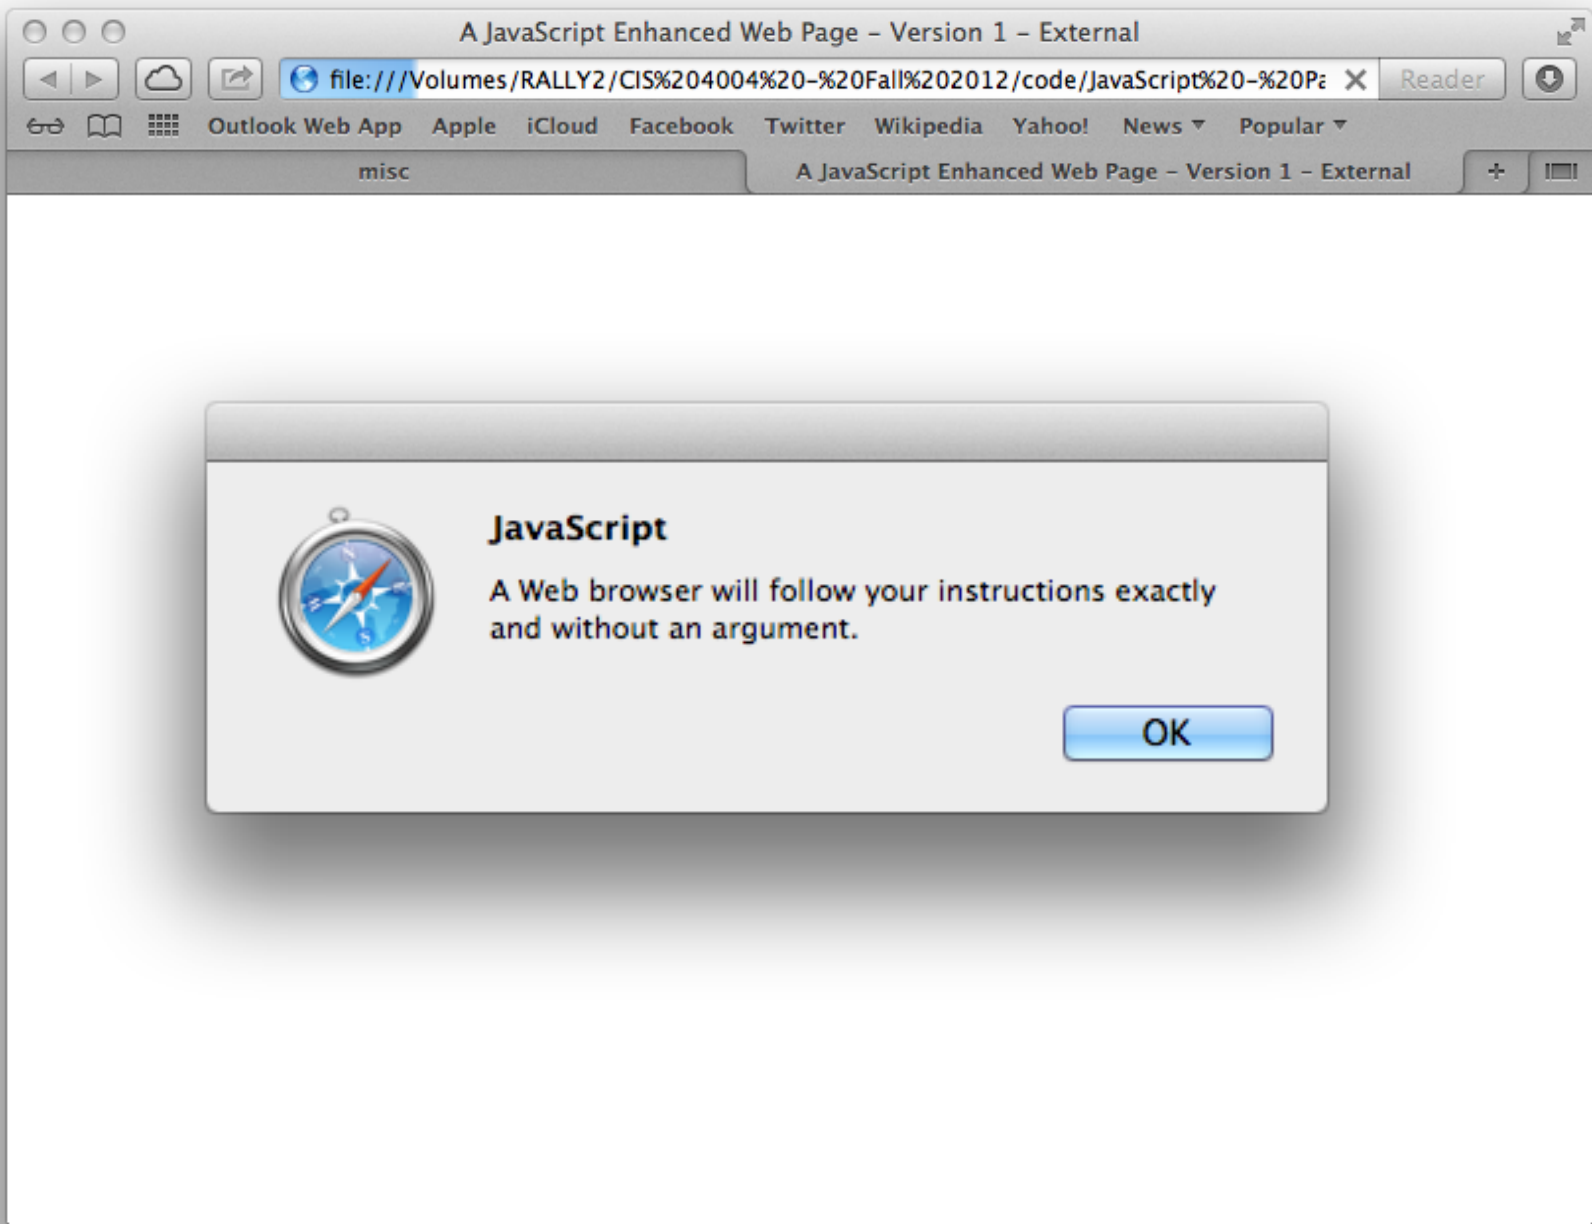 A JavaScript Enhanced Web Page – Version 1 – External
file:///Volumes/RALLY2/CIS%204004%20-%20Fall%202012/code/JavaScript%20-%20Pa
Reader
Outlook Web App Apple iCloud Facebook Twitter Wikipedia Yahoo! News Popular
misc
A JavaScript Enhanced Web Page – Version 1 – External
JavaScript
A Web browser will follow your instructions exactly
and without an argument.
OK